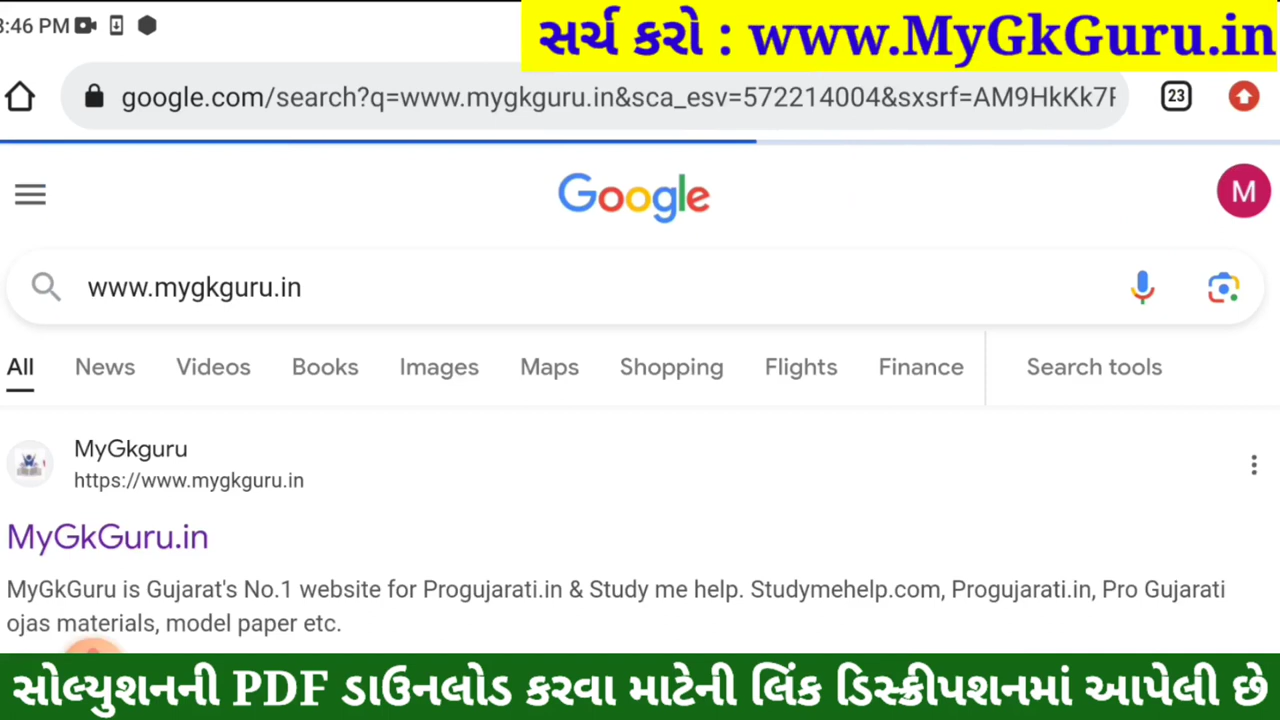 3:46 PM
સર્ચ કરો : www.MyGkGuru.in
google.com/search?q=www.mygkguru.in&sca_esv=572214004&sxsrf=AM9HkKk7F
23
Google
M
www.mygkguru.in
All News Videos Books Images Maps Shopping Flights Finance Search tools
MyGkguru
https://www.mygkguru.in
MyGkGuru.in
MyGkGuru is Gujarat's No.1 website for Progujarati.in & Study me help. Studymehelp.com, Progujarati.in, Pro Gujarati
ojas materials, model paper etc.
સોલ્યુશનની PDF ડાઉનલોડ કરવા માટેની લિંક ડિસ્ક્રીપશનમાં આપેલી છે